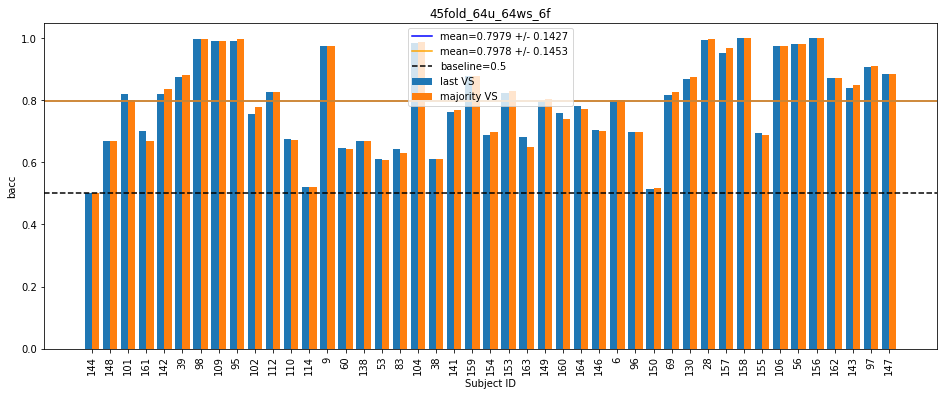 45fold_64u_64ws_6f
mean=0.7979 +/- 0.1427
mean=0.7978 +/- 0.1453
baseline=0.5
last VS
majority VS
bacc
1.0
0.8
0.6
0.4
0.2
0.0
144 148 101 161 142 39 98 109 95 102 112 110 114 9 60 138 53 83 104 38 141 159 154 153 163 149 160 164 146 6 96 150 69 130 28 157 158 155 106 56 156 162 143 97 147
Subject ID